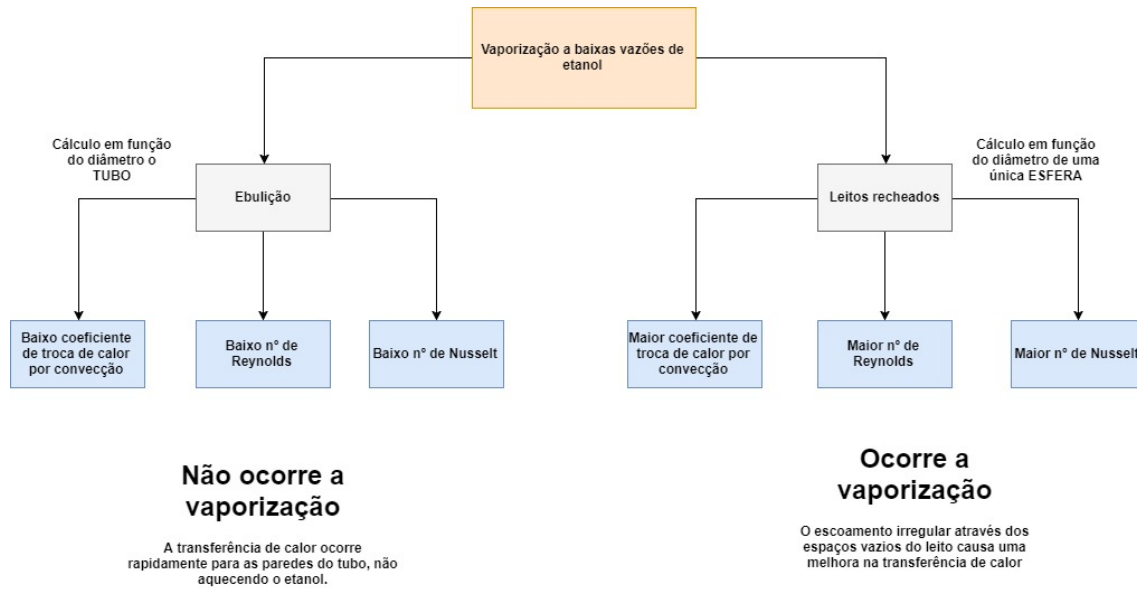 Vaporização a baixas vazões de
etanol
Cálculo em função
do diâmetro o
TUBO
Ebulição
Baixo coeficiente
de troca de calor
por convecção
Baixo nº de
Reynolds
Baixo nº de Nusselt
Não ocorre a
vaporização
A transferência de calor ocorre
rapidamente para as paredes do tubo, não
aquecendo o etanol.
Cálculo em função
do diâmetro de uma
única ESFERA
Leitos recheados
Maior coeficiente de
troca de calor por
convecção
Maior nº de
Reynolds
Maior nº de Nusselt
Ocorre a
vaporização
O escoamento irregular através dos
espaços vazios do leito causa uma
melhora na transferência de calor